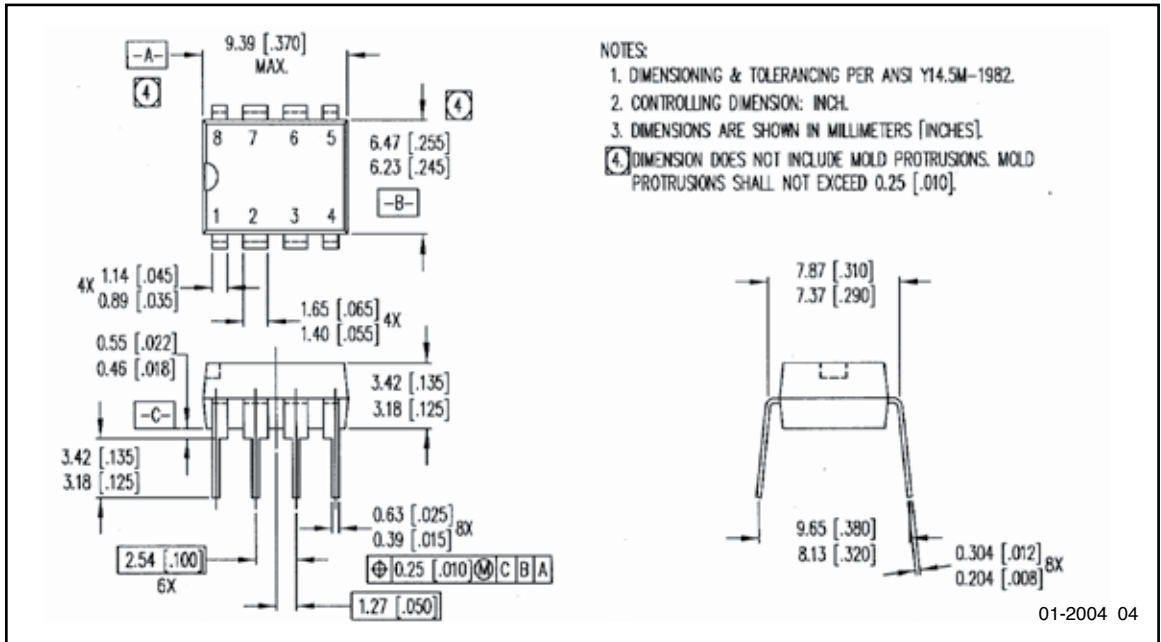 -A-
9.39 [.370]
MAX.
4
4
8 7 6 5
6.47 [.255]
6.23 [.245]
-B-
1 2 3 4
4X 1.14 [.045]
0.89 [.035]
1.65 [.065] 4X
1.40 [.055]
0.55 [.022]
0.46 [.018]
3.42 [.135]
3.18 [.125]
-C-
3.42 [.135]
3.18 [.125]
0.63 [.025] 8X
0.39 [.015]
2.54 [.100]
6X
⌖ 0.25 [.010] Ⓜ C B A
1.27 [.050]
NOTES:
1. DIMENSIONING & TOLERANCING PER ANSI Y14.5M-1982.
2. CONTROLLING DIMENSION: INCH.
3. DIMENSIONS ARE SHOWN IN MILLIMETERS [INCHES].
4. DIMENSION DOES NOT INCLUDE MOLD PROTRUSIONS. MOLD
PROTRUSIONS SHALL NOT EXCEED 0.25 [.010].
7.87 [.310]
7.37 [.290]
9.65 [.380]
8.13 [.320]
0.304 [.012] 8X
0.204 [.008]
01-2004 04